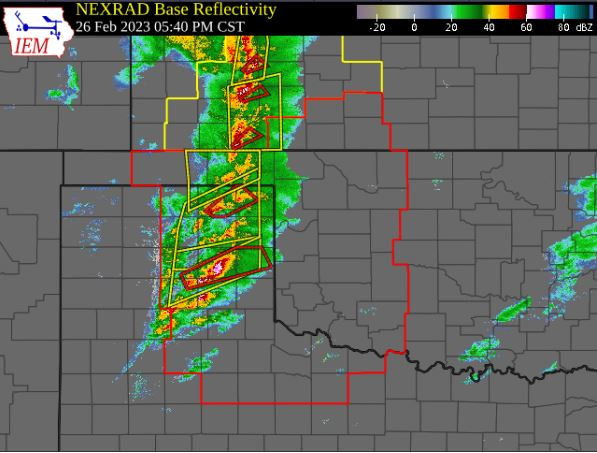 NEXRAD Base Reflectivity
26 Feb 2023 05:40 PM CST
IEM
-20 0 20 40 60 80 dBZ